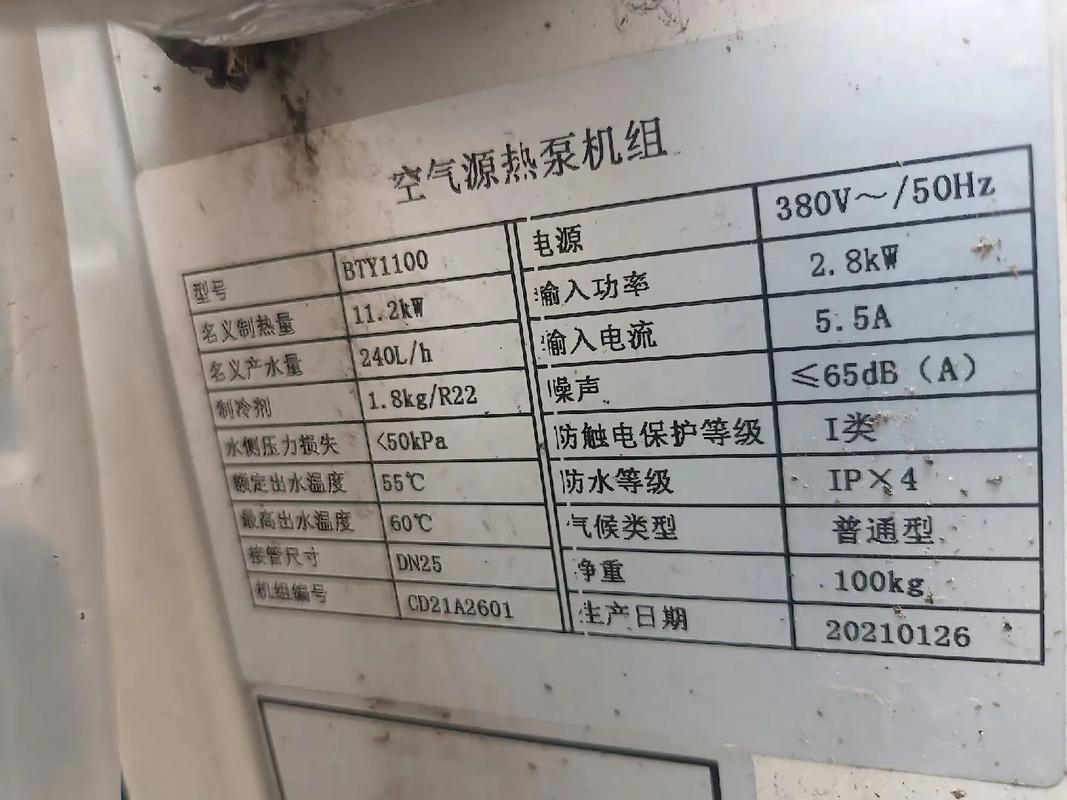 空气源热泵机组
型号 BTY1100 电源 380V～/50Hz
名义制热量 11.2kW 输入功率 2.8kW
名义产水量 240L/h 输入电流 5.5A
制冷剂 1.8kg/R22 噪声 ≤65dB（A）
水侧压力损失 <50kPa 防触电保护等级 I类
额定出水温度 55℃ 防水等级 IP×4
最高出水温度 60℃ 气候类型 普通型
接管尺寸 DN25 净重 100kg
机组编号 CD21A2601 生产日期 20210126